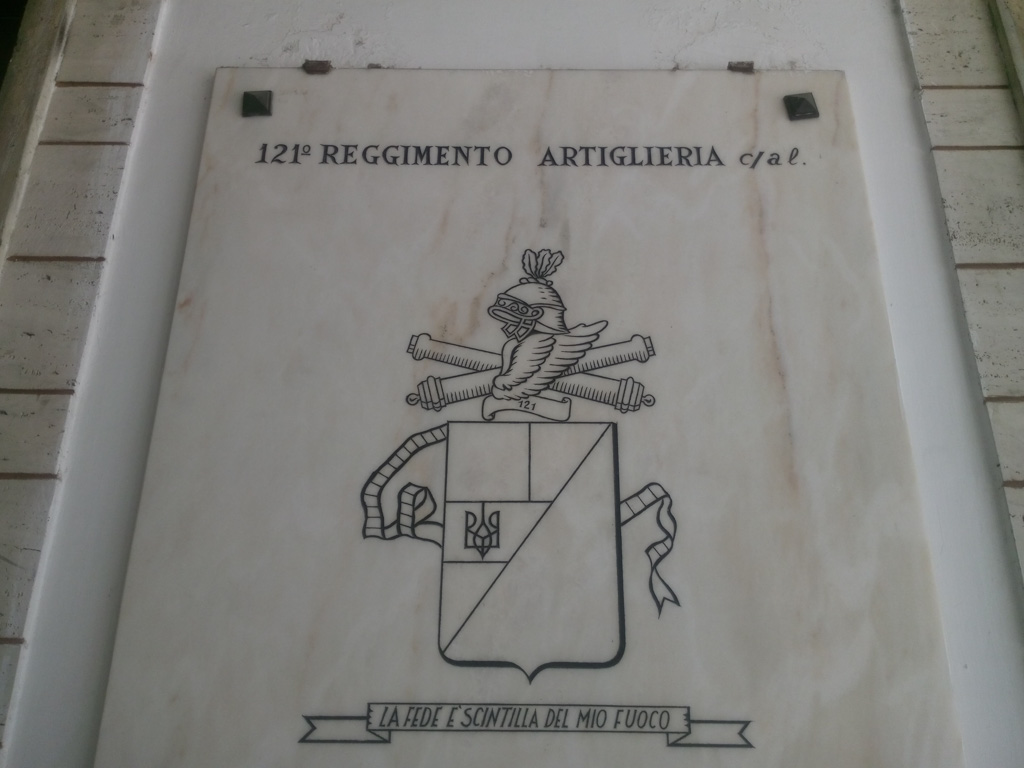 121º REGGIMENTO ARTIGLIERIA c/al.
121
LA FEDE E' SCINTILLA DEL MIO FUOCO